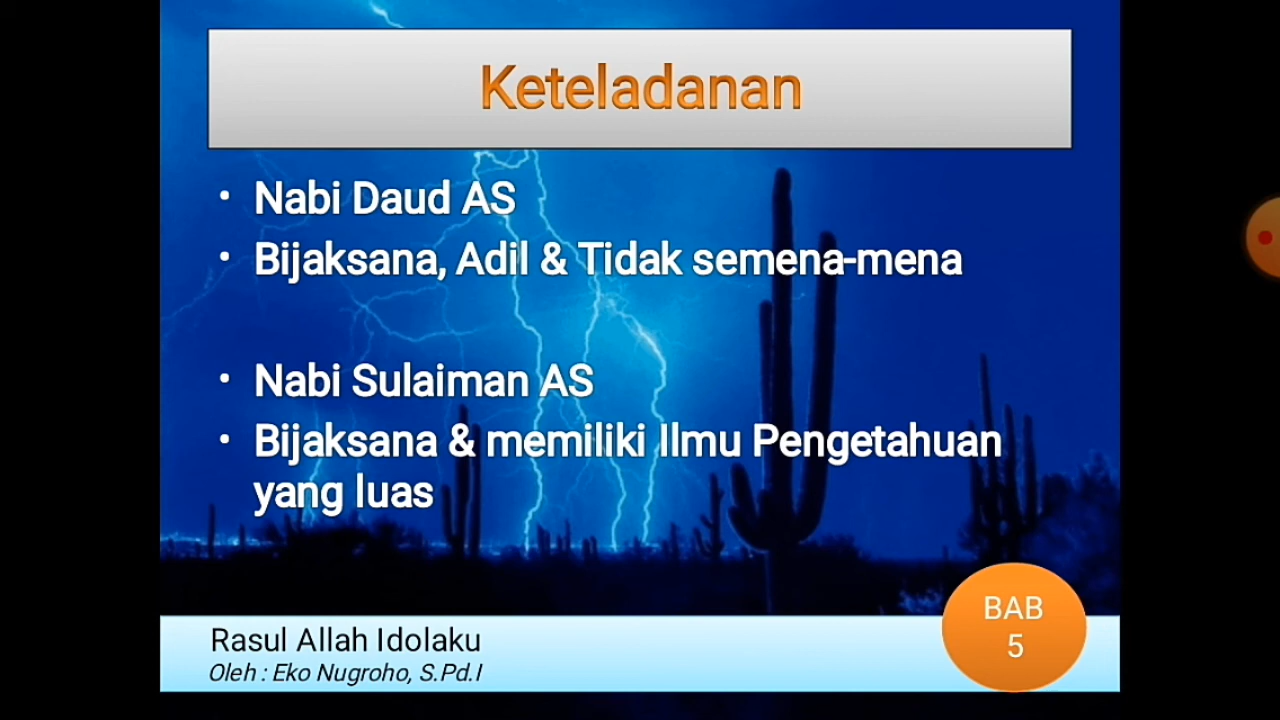 Keteladanan
• Nabi Daud AS
• Bijaksana, Adil & Tidak semena-mena
• Nabi Sulaiman AS
• Bijaksana & memiliki Ilmu Pengetahuan
yang luas
Rasul Allah Idolaku
Oleh : Eko Nugroho, S.Pd.I
BAB
5